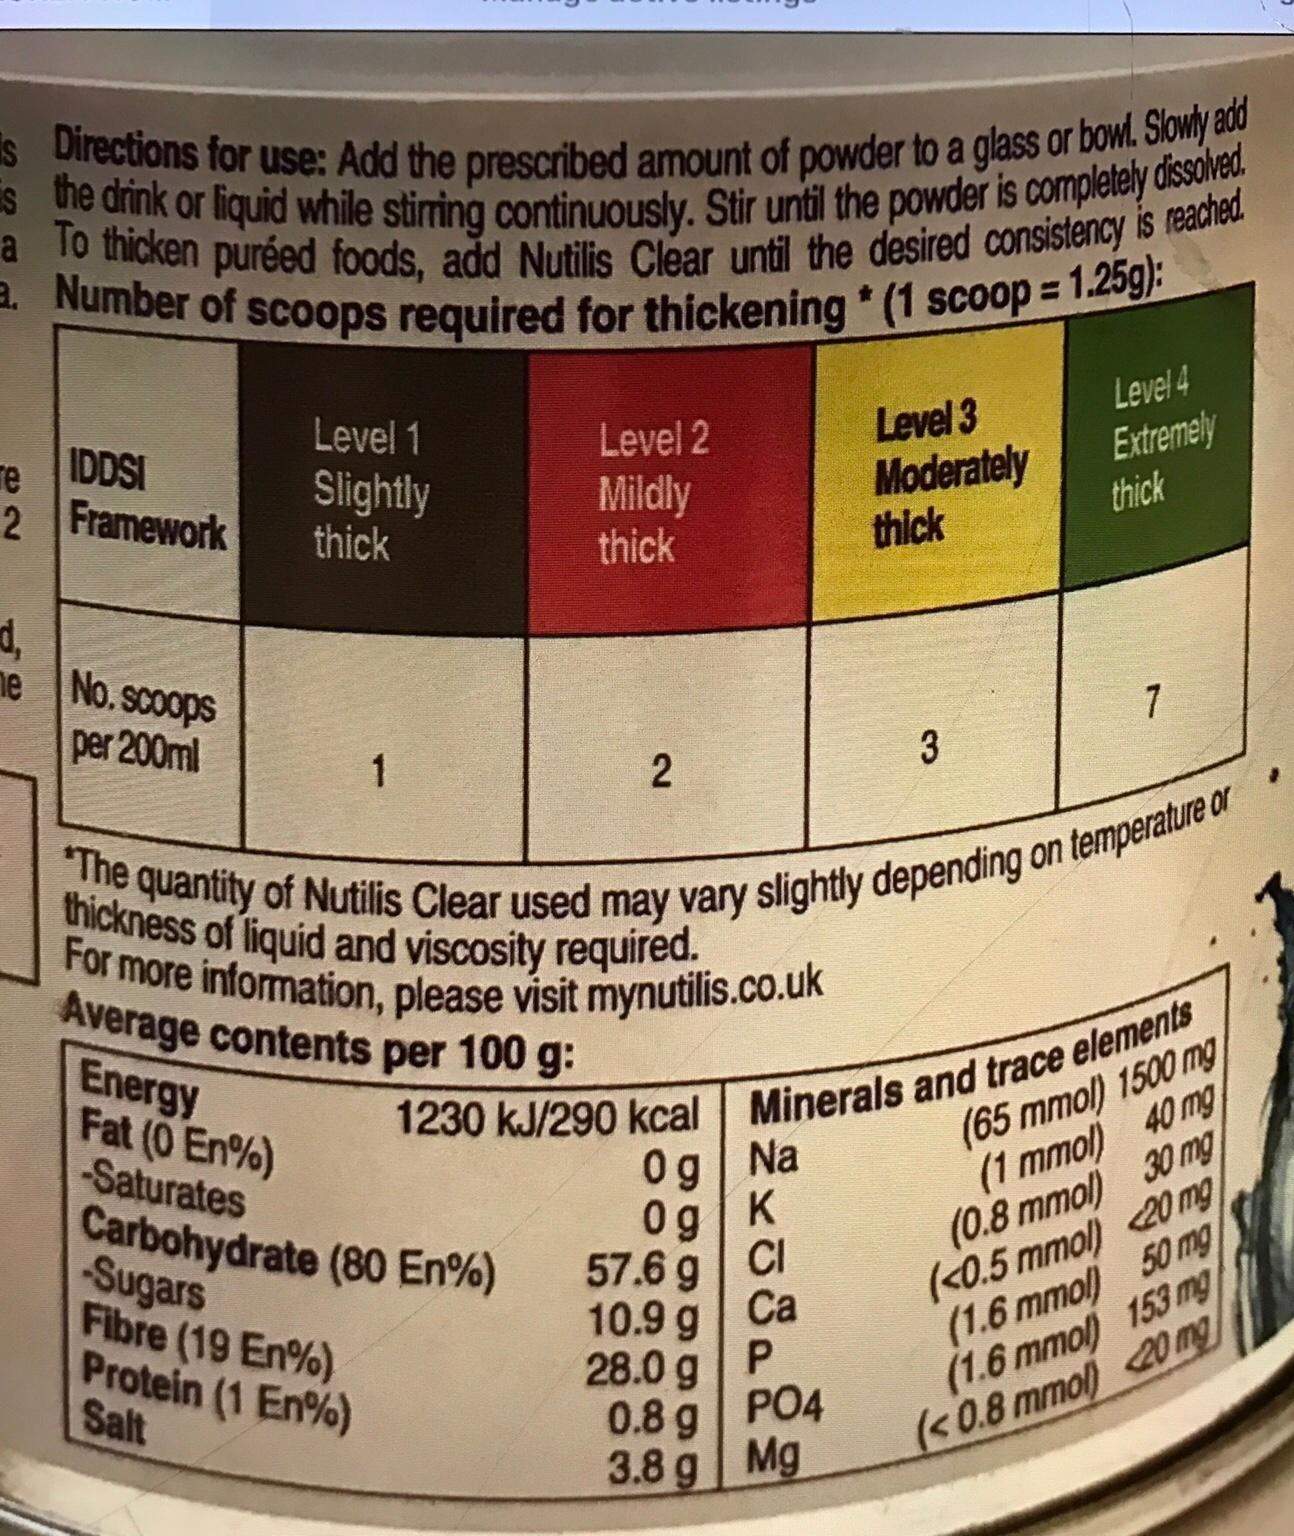 Directions for use: Add the prescribed amount of powder to a glass or bowl. Slowly add
the drink or liquid while stirring continuously. Stir until the powder is completely dissolved.
To thicken puréed foods, add Nutilis Clear until the desired consistency is reached.
Number of scoops required for thickening * (1 scoop = 1.25g):
IDDSI Framework
Level 1 Slightly thick
Level 2 Mildly thick
Level 3 Moderately thick
Level 4 Extremely thick
No. scoops per 200ml
1 2 3 7
*The quantity of Nutilis Clear used may vary slightly depending on temperature or
thickness of liquid and viscosity required.
For more information, please visit mynutilis.co.uk
Average contents per 100 g:
Energy 1230 kJ/290 kcal
Fat (0 En%) 0 g
-Saturates 0 g
Carbohydrate (80 En%) 57.6 g
-Sugars 10.9 g
Fibre (19 En%) 28.0 g
Protein (1 En%) 0.8 g
Salt 3.8 g
Minerals and trace elements
Na (65 mmol) 1500 mg
K (1 mmol) 40 mg
Cl (0.8 mmol) 30 mg
Ca (<0.5 mmol) <20 mg
P (1.6 mmol) 50 mg
PO4 (1.6 mmol) 153 mg
Mg (< 0.8 mmol) <20 mg